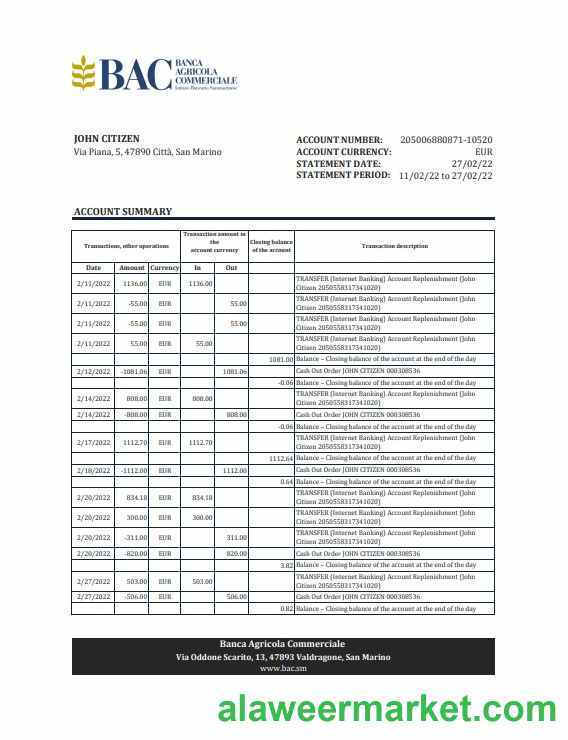 BAC BANCA
AGRICOLA
COMMERCIALE
Istituto Bancario Sammarinese
JOHN CITIZEN
Via Piana, 5, 47890 Città, San Marino
ACCOUNT NUMBER: 205006880871-10520
ACCOUNT CURRENCY: EUR
STATEMENT DATE: 27/02/22
STATEMENT PERIOD: 11/02/22 to 27/02/22
ACCOUNT SUMMARY
Transactions, other operations
Transaction amount in
the
account currency
Closing balance
of the account
Transaction description
Date Amount Currency In Out
2/11/2022 1136.00 EUR 1136.00 TRANSFER (Internet Banking) Account Replenishment (John
Citizen 2050558317341020)
2/11/2022 -55.00 EUR 55.00 TRANSFER (Internet Banking) Account Replenishment (John
Citizen 2050558317341020)
2/11/2022 -55.00 EUR 55.00 TRANSFER (Internet Banking) Account Replenishment (John
Citizen 2050558317341020)
2/11/2022 55.00 EUR 55.00 TRANSFER (Internet Banking) Account Replenishment (John
Citizen 2050558317341020)
1081.00 Balance – Closing balance of the account at the end of the day
2/12/2022 -1081.06 EUR 1081.06 Cash Out Order JOHN CITIZEN 000308536
-0.06 Balance – Closing balance of the account at the end of the day
2/14/2022 808.00 EUR 808.00 TRANSFER (Internet Banking) Account Replenishment (John
Citizen 2050558317341020)
2/14/2022 -808.00 EUR 808.00 Cash Out Order JOHN CITIZEN 000308536
-0.06 Balance – Closing balance of the account at the end of the day
2/17/2022 1112.70 EUR 1112.70 TRANSFER (Internet Banking) Account Replenishment (John
Citizen 2050558317341020)
1112.64 Balance – Closing balance of the account at the end of the day
2/18/2022 -1112.00 EUR 1112.00 Cash Out Order JOHN CITIZEN 000308536
0.64 Balance – Closing balance of the account at the end of the day
2/20/2022 834.18 EUR 834.18 TRANSFER (Internet Banking) Account Replenishment (John
Citizen 2050558317341020)
2/20/2022 300.00 EUR 300.00 TRANSFER (Internet Banking) Account Replenishment (John
Citizen 2050558317341020)
2/20/2022 -311.00 EUR 311.00 TRANSFER (Internet Banking) Account Replenishment (John
Citizen 2050558317341020)
2/20/2022 -820.00 EUR 820.00 Cash Out Order JOHN CITIZEN 000308536
3.82 Balance – Closing balance of the account at the end of the day
2/27/2022 503.00 EUR 503.00 TRANSFER (Internet Banking) Account Replenishment (John
Citizen 2050558317341020)
2/27/2022 -506.00 EUR 506.00 Cash Out Order JOHN CITIZEN 000308536
0.82 Balance – Closing balance of the account at the end of the day
Banca Agricola Commerciale
Via Oddone Scarito, 13, 47893 Valdragone, San Marino
www.bac.sm
alaweermarket.com